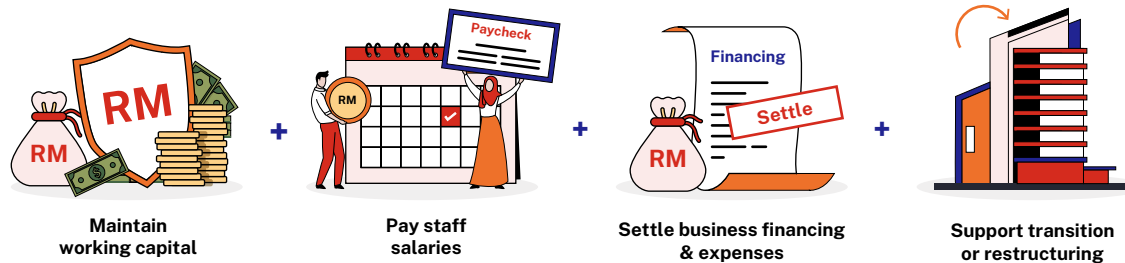 RM
RM
+
RM
Paycheck
+
Financing
Settle
RM
+
Maintain
working capital
Pay staff
salaries
Settle business financing
& expenses
Support transition
or restructuring